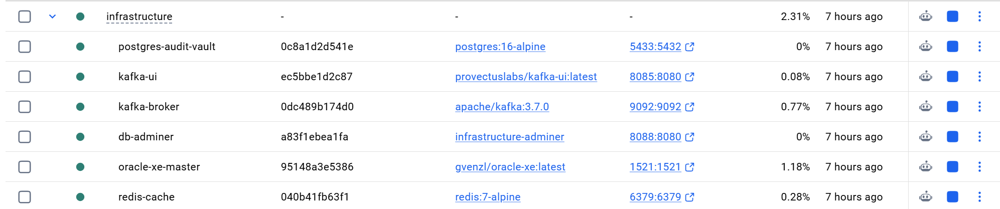 infrastructure - - - 2.31% 7 hours ago
postgres-audit-vault 0c8a1d2d541e postgres:16-alpine 5433:5432 0% 7 hours ago
kafka-ui ec5bbe1d2c87 provectuslabs/kafka-ui:latest 8085:8080 0.08% 7 hours ago
kafka-broker 0dc489b174d0 apache/kafka:3.7.0 9092:9092 0.77% 7 hours ago
db-adminer a83f1ebea1fa infrastructure-adminer 8088:8080 0% 7 hours ago
oracle-xe-master 95148a3e5386 gvenzl/oracle-xe:latest 1521:1521 1.18% 7 hours ago
redis-cache 040b41fb63f1 redis:7-alpine 6379:6379 0.28% 7 hours ago